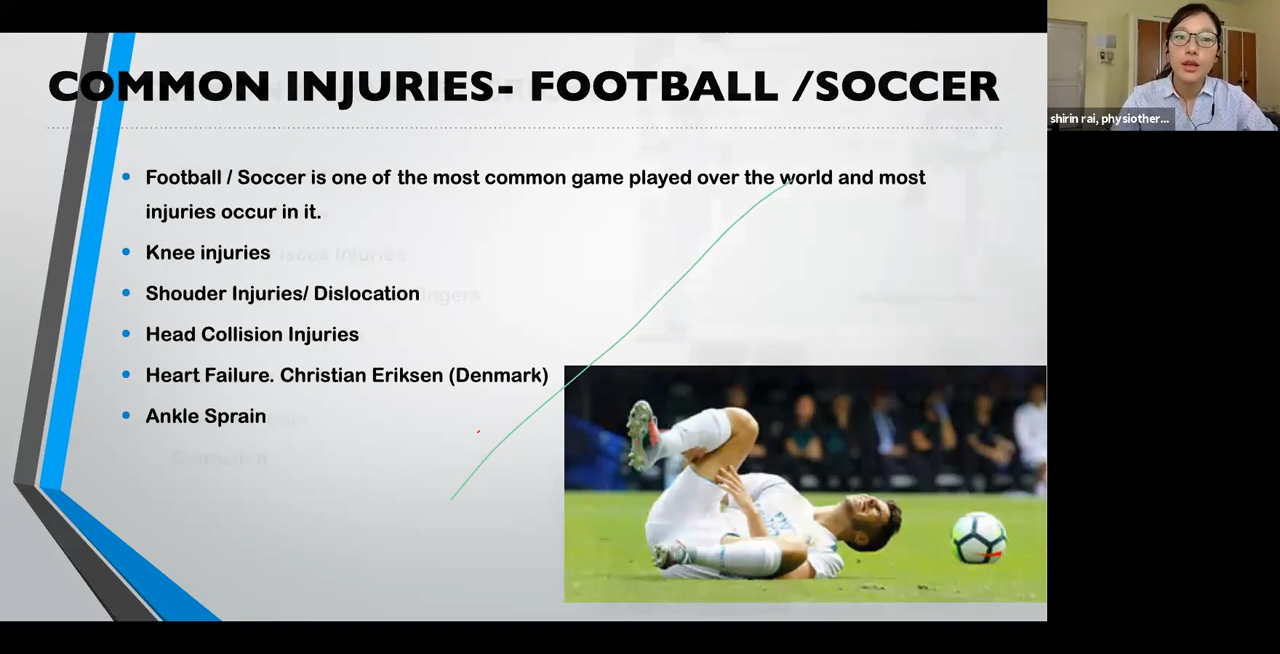 COMMON INJURIES- FOOTBALL /SOCCER
Football / Soccer is one of the most common game played over the world and most
injuries occur in it.
Knee injuries
Shouder Injuries/ Dislocation
Head Collision Injuries
Heart Failure. Christian Eriksen (Denmark)
Ankle Sprain
shirin rai, physiother...